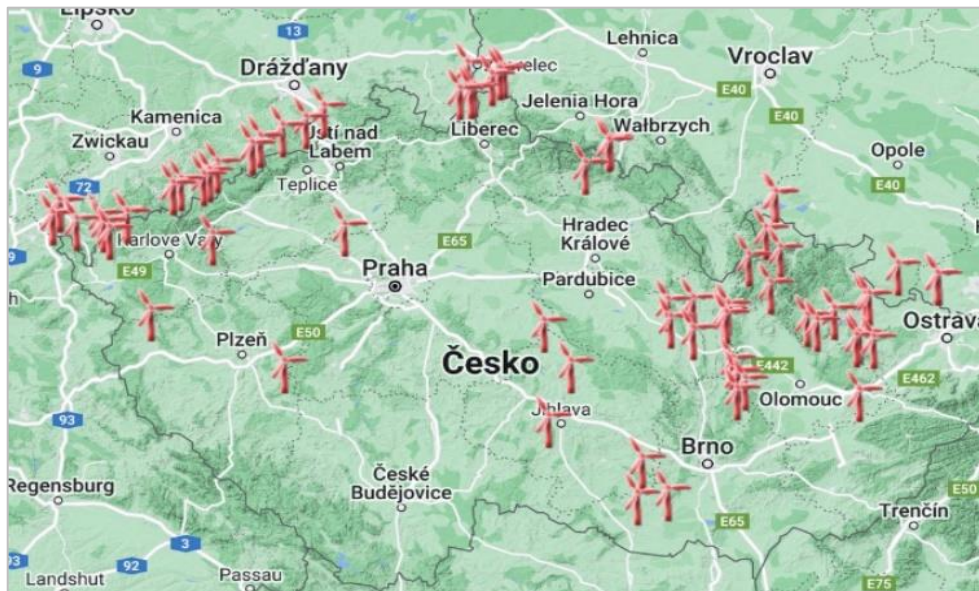 Lipsko
13
Lehnica
Vroclav
9
Drážďany
E40
Jelenia Hora
Kamenica
E40
Liberec
Wałbrzych
Zwickau
Ústí nad
Labem
Opole
Teplice
72
E40
Karlove Vary
Hradec
Králové
E65
E49
Praha
Pardubice
E50
Plzeň
Ostrava
Česko
E442
E462
Olomouc
Jihlava
93
Brno
České
Budějovice
Regensburg
E50
E65
Trenčín
3
93
92
Landshut
Passau
E75